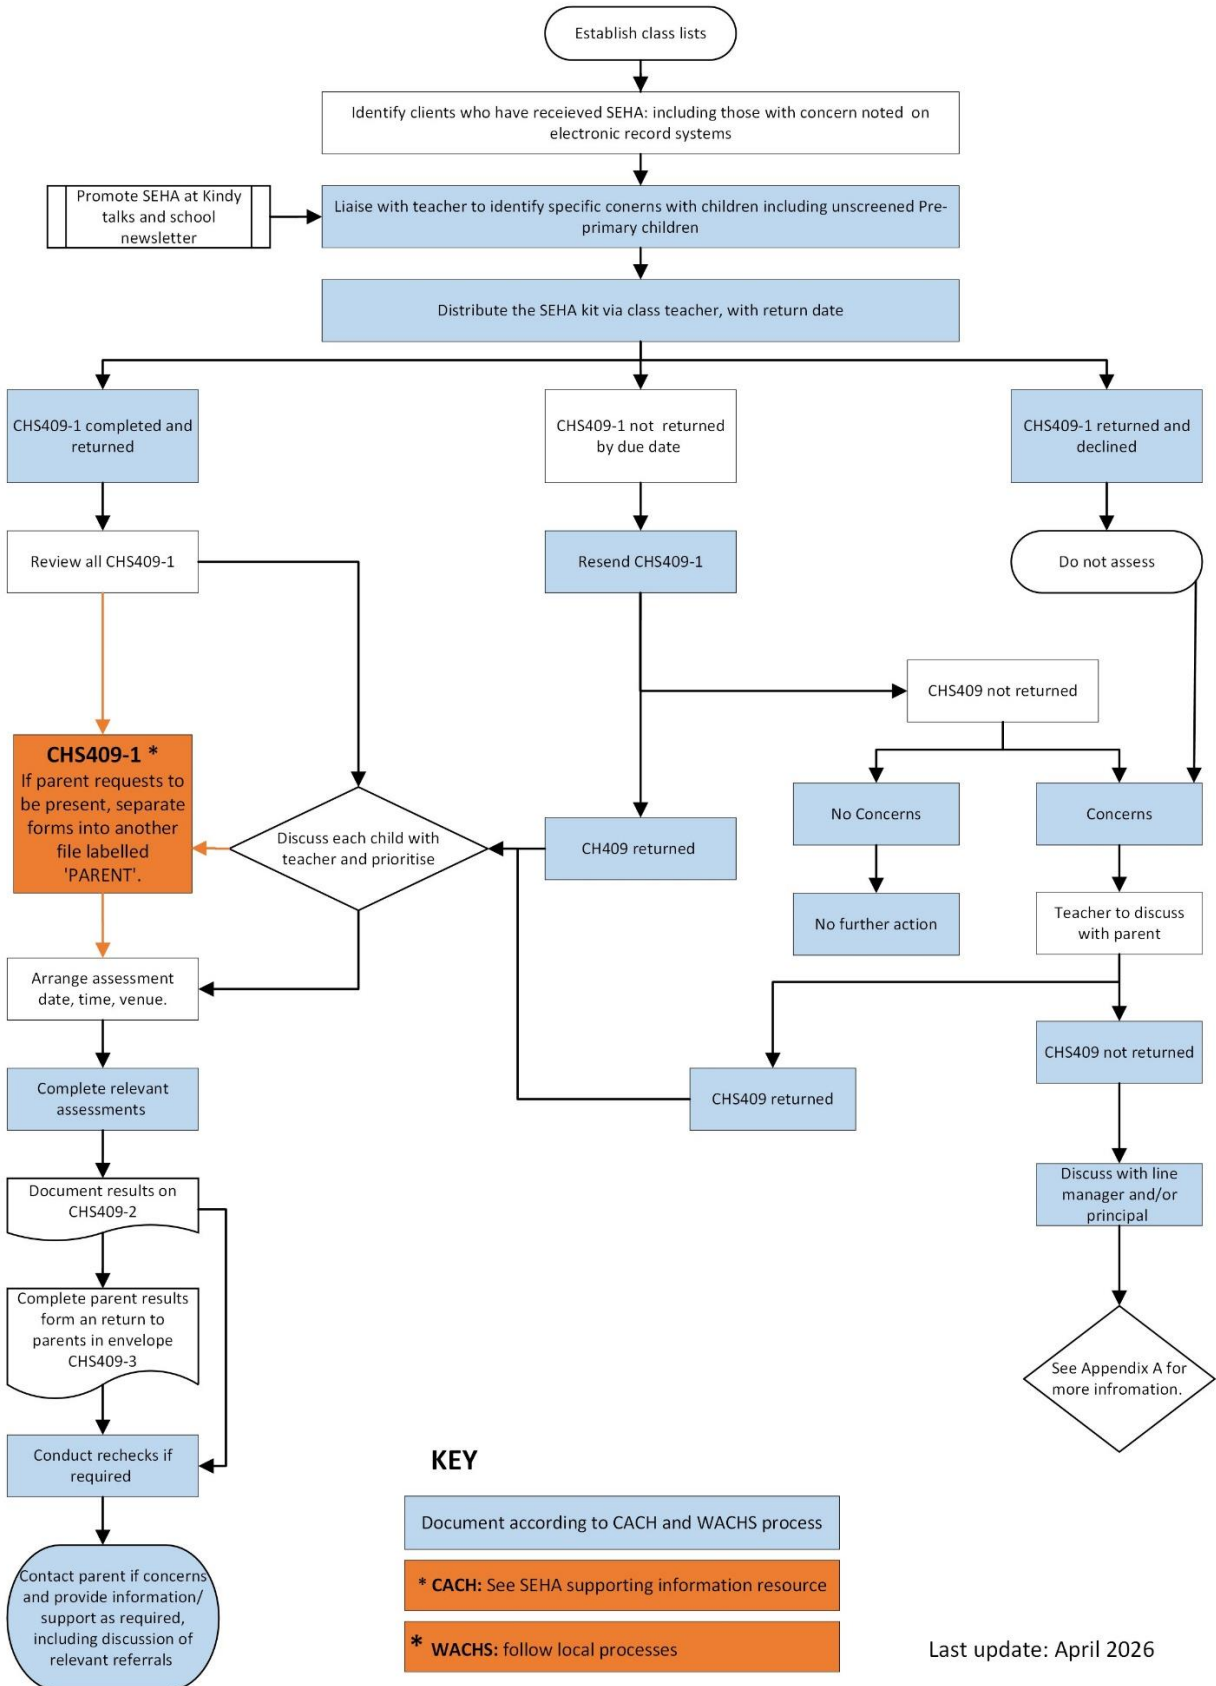 Establish class lists
Identify clients who have receieved SEHA: including those with concern noted on
electronic record systems
Promote SEHA at Kindy
talks and school
newsletter
Liaise with teacher to identify specific conerns with children including unscreened Pre-
primary children
Distribute the SEHA kit via class teacher, with return date
CHS409-1 completed and
returned
CHS409-1 not returned
by due date
CHS409-1 returned and
declined
Review all CHS409-1
Resend CHS409-1
Do not assess
CHS409 not returned
CHS409-1 *
If parent requests to
be present, separate
forms into another
file labelled
'PARENT'.
Discuss each child with
teacher and prioritise
CH409 returned
No Concerns
Concerns
No further action
Teacher to discuss
with parent
Arrange assessment
date, time, venue.
CHS409 not returned
Complete relevant
assessments
CHS409 returned
Document results on
CHS409-2
Discuss with line
manager and/or
principal
Complete parent results
form an return to
parents in envelope
CHS409-3
See Appendix A for
more infromation.
Conduct rechecks if
required
Contact parent if concerns
and provide information/
support as required,
including discussion of
relevant referrals
KEY
Document according to CACH and WACHS process
* CACH: See SEHA supporting information resource
* WACHS: follow local processes
Last update: April 2026